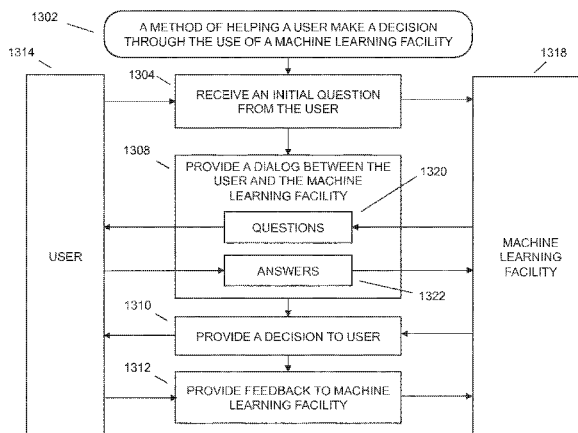 1302
A METHOD OF HELPING A USER MAKE A DECISION
THROUGH THE USE OF A MACHINE LEARNING FACILITY
1314
1318
1304
RECEIVE AN INITIAL QUESTION
FROM THE USER
1308
PROVIDE A DIALOG BETWEEN THE
USER AND THE MACHINE
LEARNING FACILITY
1320
QUESTIONS
USER
MACHINE
LEARNING
FACILITY
ANSWERS
1322
1310
PROVIDE A DECISION TO USER
1312
PROVIDE FEEDBACK TO MACHINE
LEARNING FACILITY